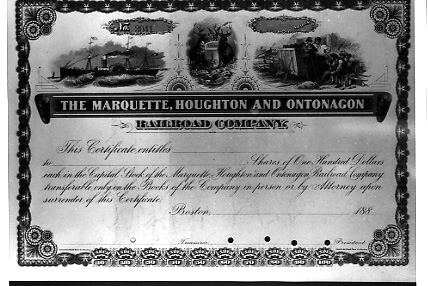 No.
THE MARQUETTE, HOUGHTON AND ONTONAGON
RAILROAD COMPANY.
This Certificate entitles
to Shares of One Hundred Dollars
each in the Capital Stock of the Marquette, Houghton and Ontonagon Railroad Company
transferable only on the Books of the Company in person or by Attorney upon
surrender of this Certificate.
Boston, 188
Treasurer President